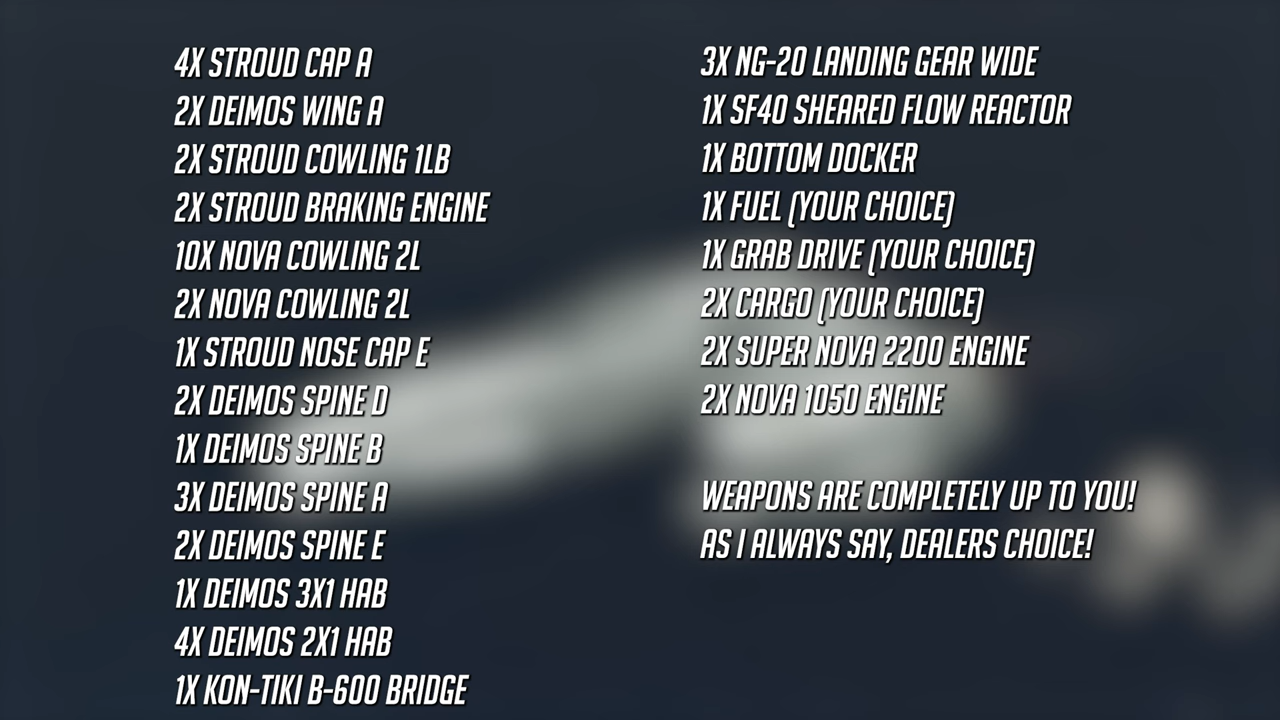 4X STROUD CAP A
2X DEIMOS WING A
2X STROUD COWLING 1LB
2X STROUD BRAKING ENGINE
10X NOVA COWLING 2L
2X NOVA COWLING 2L
1X STROUD NOSE CAP E
2X DEIMOS SPINE D
1X DEIMOS SPINE B
3X DEIMOS SPINE A
2X DEIMOS SPINE E
1X DEIMOS 3X1 HAB
4X DEIMOS 2X1 HAB
1X KON-TIKI B-600 BRIDGE
3X NG-20 LANDING GEAR WIDE
1X SF40 SHEARED FLOW REACTOR
1X BOTTOM DOCKER
1X FUEL (YOUR CHOICE)
1X GRAB DRIVE (YOUR CHOICE)
2X CARGO (YOUR CHOICE)
2X SUPER NOVA 2200 ENGINE
2X NOVA 1050 ENGINE
WEAPONS ARE COMPLETELY UP TO YOU!
AS I ALWAYS SAY, DEALERS CHOICE!